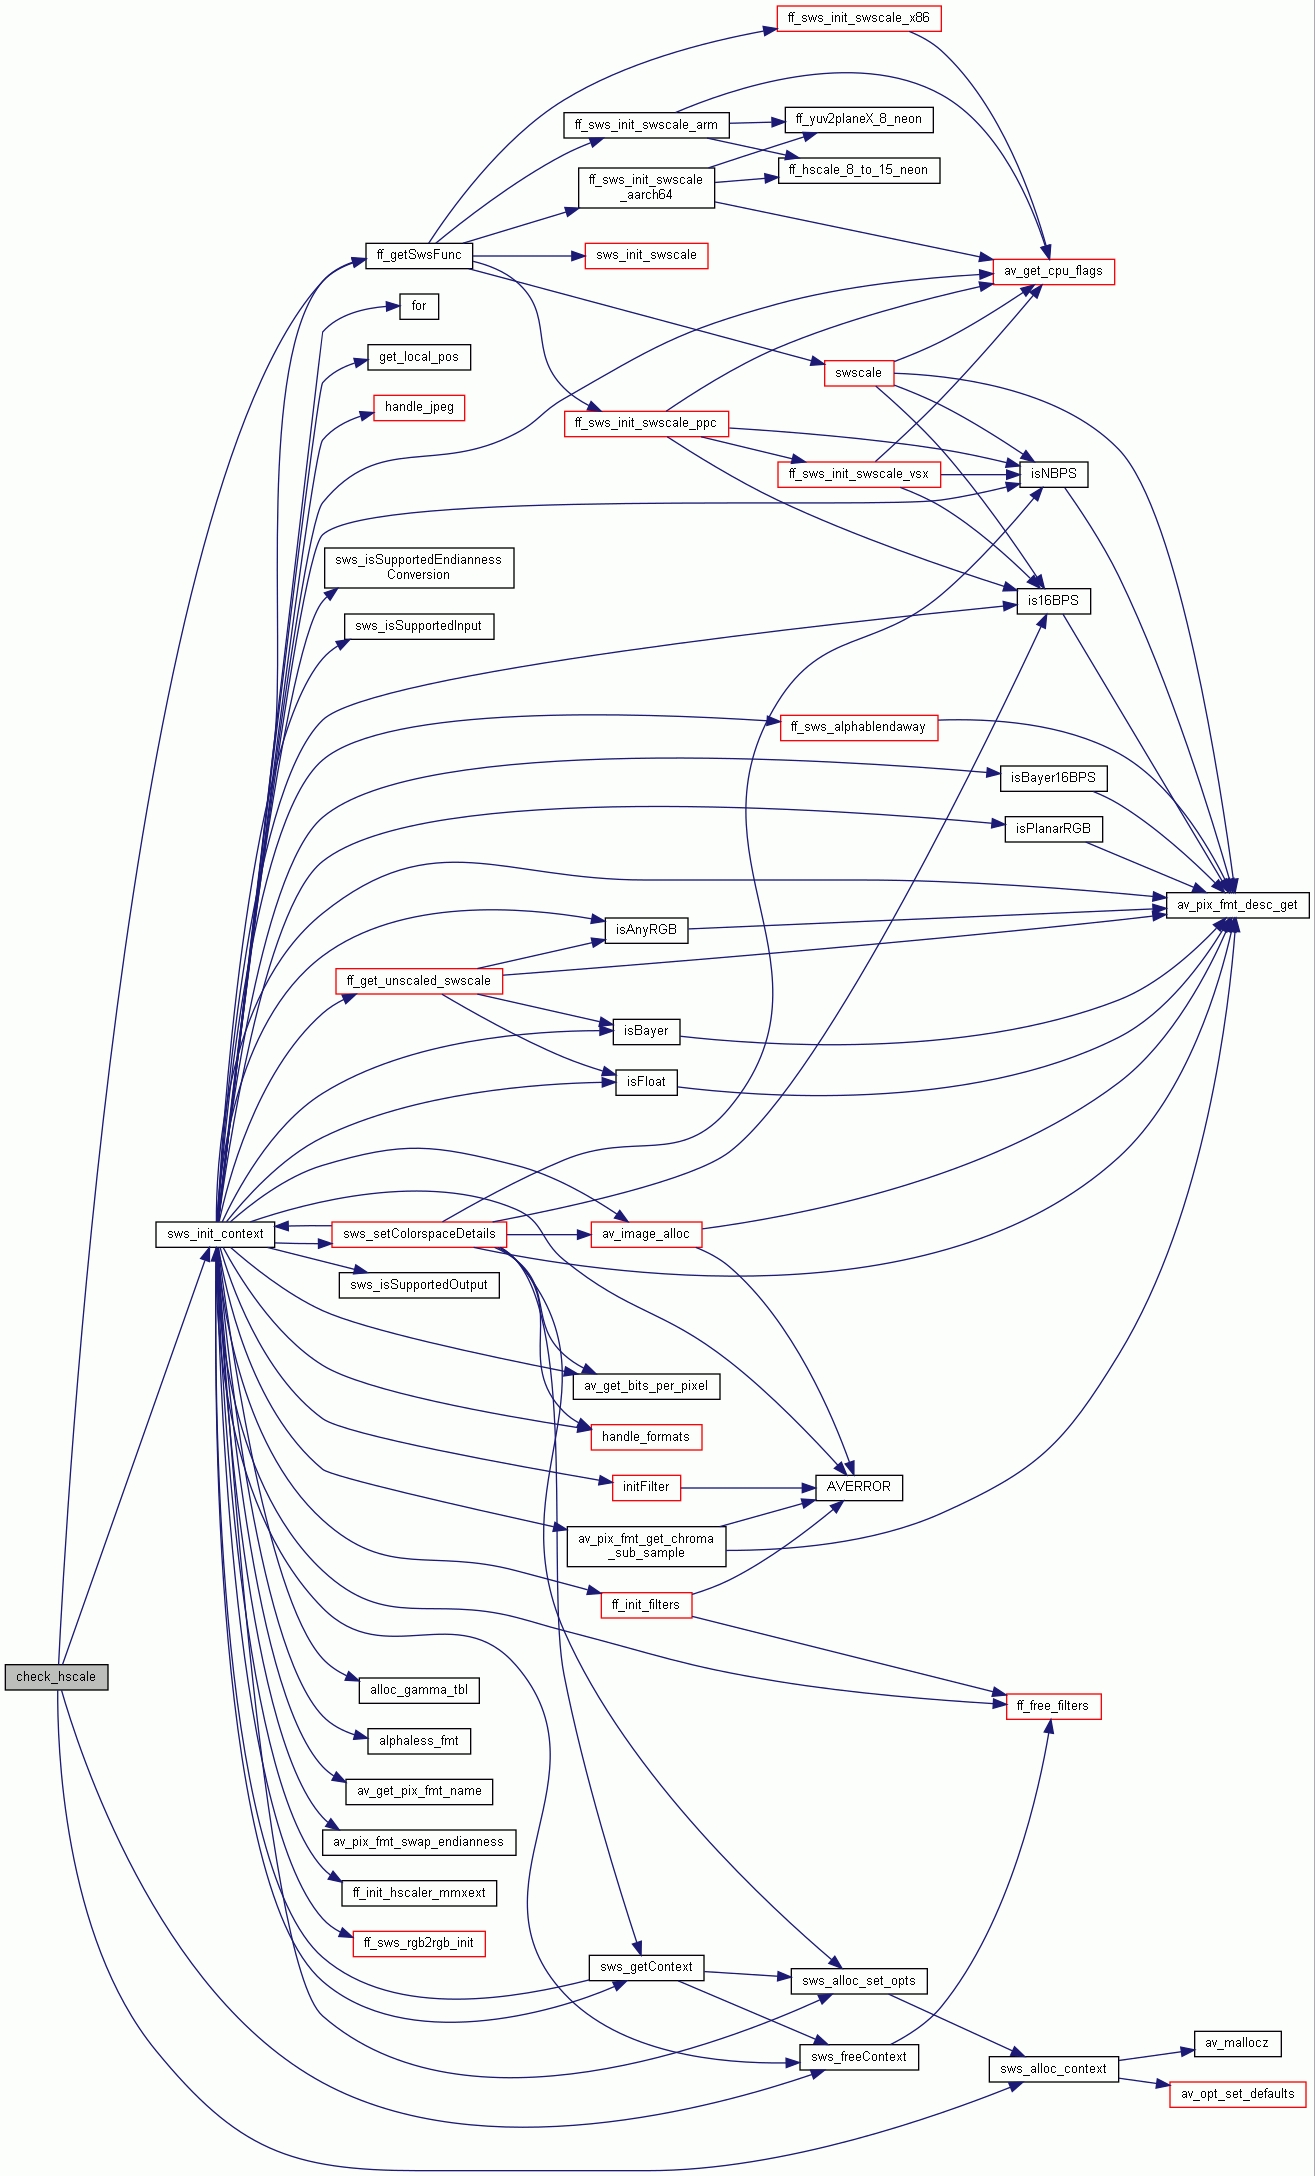 ff_sws_init_swscale_x86
ff_sws_init_swscale_arm
ff_yuv2planeX_8_neon
ff_hscale_8_to_15_neon
ff_sws_init_swscale
_aarch64
ff_getSwsFunc
sws_init_swscale
av_get_cpu_flags
for
get_local_pos
swscale
handle_jpeg
ff_sws_init_swscale_ppc
ff_sws_init_swscale_vsx
isNBPS
sws_isSupportedEndianness
Conversion
is16BPS
sws_isSupportedInput
ff_sws_alphablendaway
isBayer16BPS
isPlanarRGB
av_pix_fmt_desc_get
isAnyRGB
ff_get_unscaled_swscale
isBayer
isFloat
sws_init_context
sws_setColorspaceDetails
av_image_alloc
sws_isSupportedOutput
av_get_bits_per_pixel
handle_formats
initFilter
AVERROR
av_pix_fmt_get_chroma
_sub_sample
ff_init_filters
check_hscale
alloc_gamma_tbl
ff_free_filters
alphaless_fmt
av_get_pix_fmt_name
av_pix_fmt_swap_endianness
ff_init_hscaler_mmxext
ff_sws_rgb2rgb_init
sws_getContext
sws_alloc_set_opts
sws_freeContext
av_mallocz
sws_alloc_context
av_opt_set_defaults